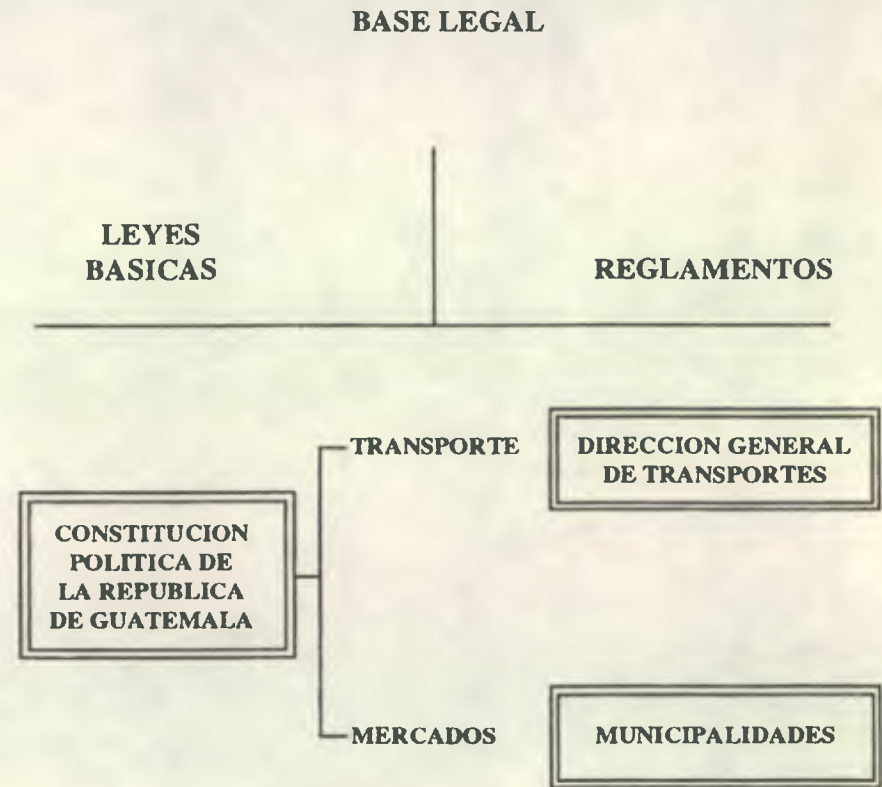 BASE LEGAL
LEYES
BASICAS
REGLAMENTOS
TRANSPORTE
DIRECCION GENERAL
DE TRANSPORTES
CONSTITUCION
POLITICA DE
LA REPUBLICA
DE GUATEMALA
MERCADOS
MUNICIPALIDADES